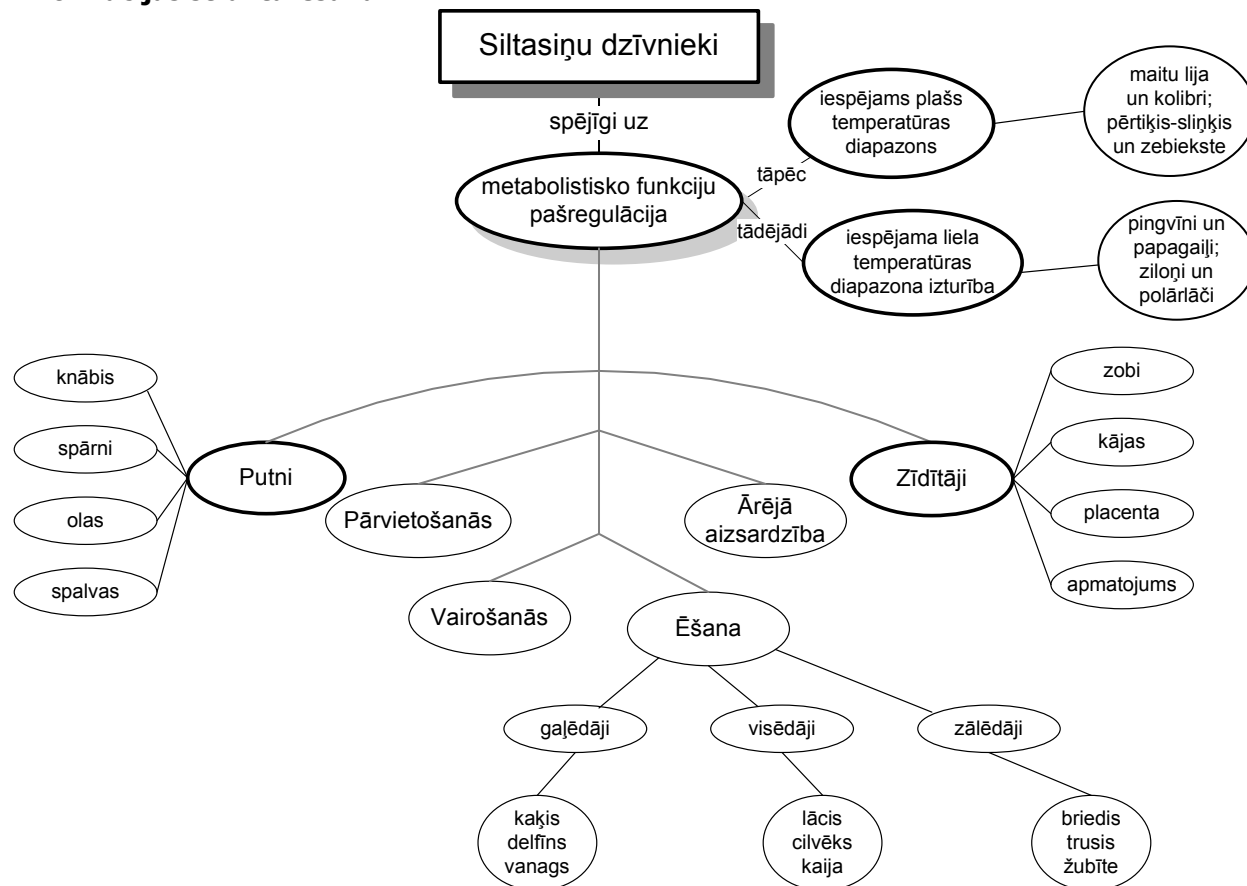 Siltasiņu dzīvnieki
spējīgi uz
metabolistisko funkciju
pašregulācija
tāpēc
iespējams plašs
temperatūras
diapazons
maitu lija
un kolibri;
pērtiķis-sliņķis
un zebiekste
tādējādi
iespējama liela
temperatūras
diapazona izturība
pingvīni un
papagaiļi;
ziloņi un
polārlāči
knābis
spārni
olas
spalvas
Putni
Pārvietošanās
Ārējā
aizsardzība
Zīdītāji
zobi
kājas
placenta
apmatojums
Vairošanās
Ēšana
gaļēdāji
visēdāji
zālēdāji
kaķis
delfīns
vanags
lācis
cilvēks
kaija
briedis
trusis
žubīte